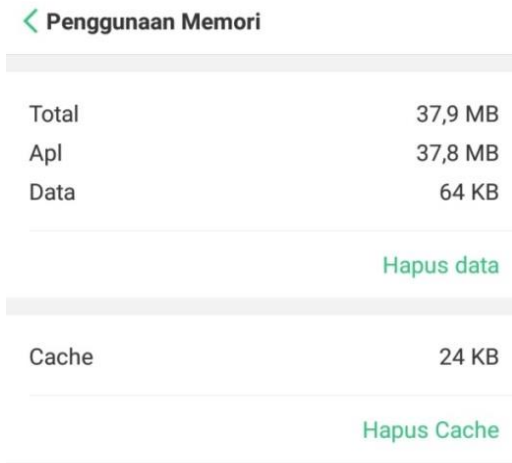 Penggunaan Memori
Total 37,9 MB
Apl 37,8 MB
Data 64 KB
Hapus data
Cache 24 KB
Hapus Cache